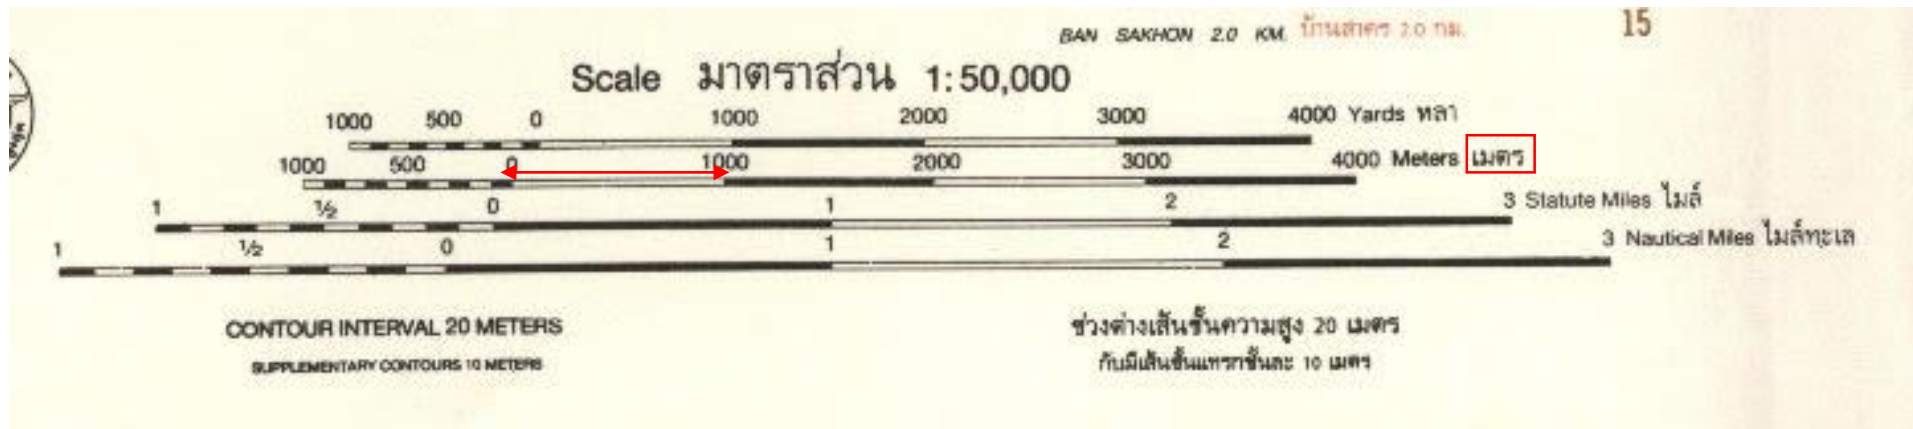 BAN SAKHON 2.0 KM. บ้านสาคร 2.0 กม.
15
Scale มาตราส่วน 1:50,000
1000 500 0 1000 2000 3000 4000 Yards หลา
1000 500 0 1000 2000 3000 4000 Meters เมตร
1 ½ 0 1 2 3 Statute Miles ไมล์
1 ½ 0 1 2 3 Nautical Miles ไมล์ทะเล
CONTOUR INTERVAL 20 METERS
SUPPLEMENTARY CONTOURS 10 METERS
ช่วงต่างเส้นชั้นความสูง 20 เมตร
กับมีเส้นชั้นแทรกชั้นละ 10 เมตร